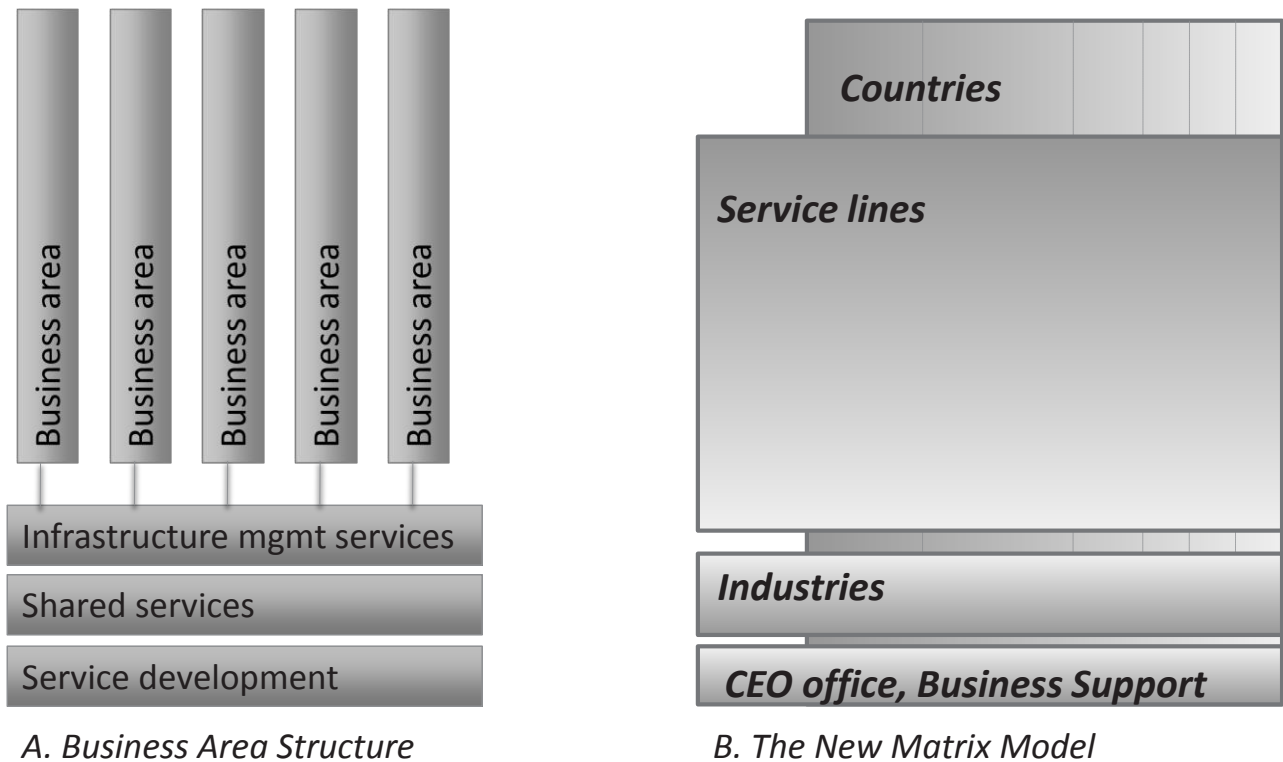 Business area
Business area
Business area
Business area
Business area
Infrastructure mgmt services
Shared services
Service development
A. Business Area Structure
Countries
Service lines
Industries
CEO office, Business Support
B. The New Matrix Model